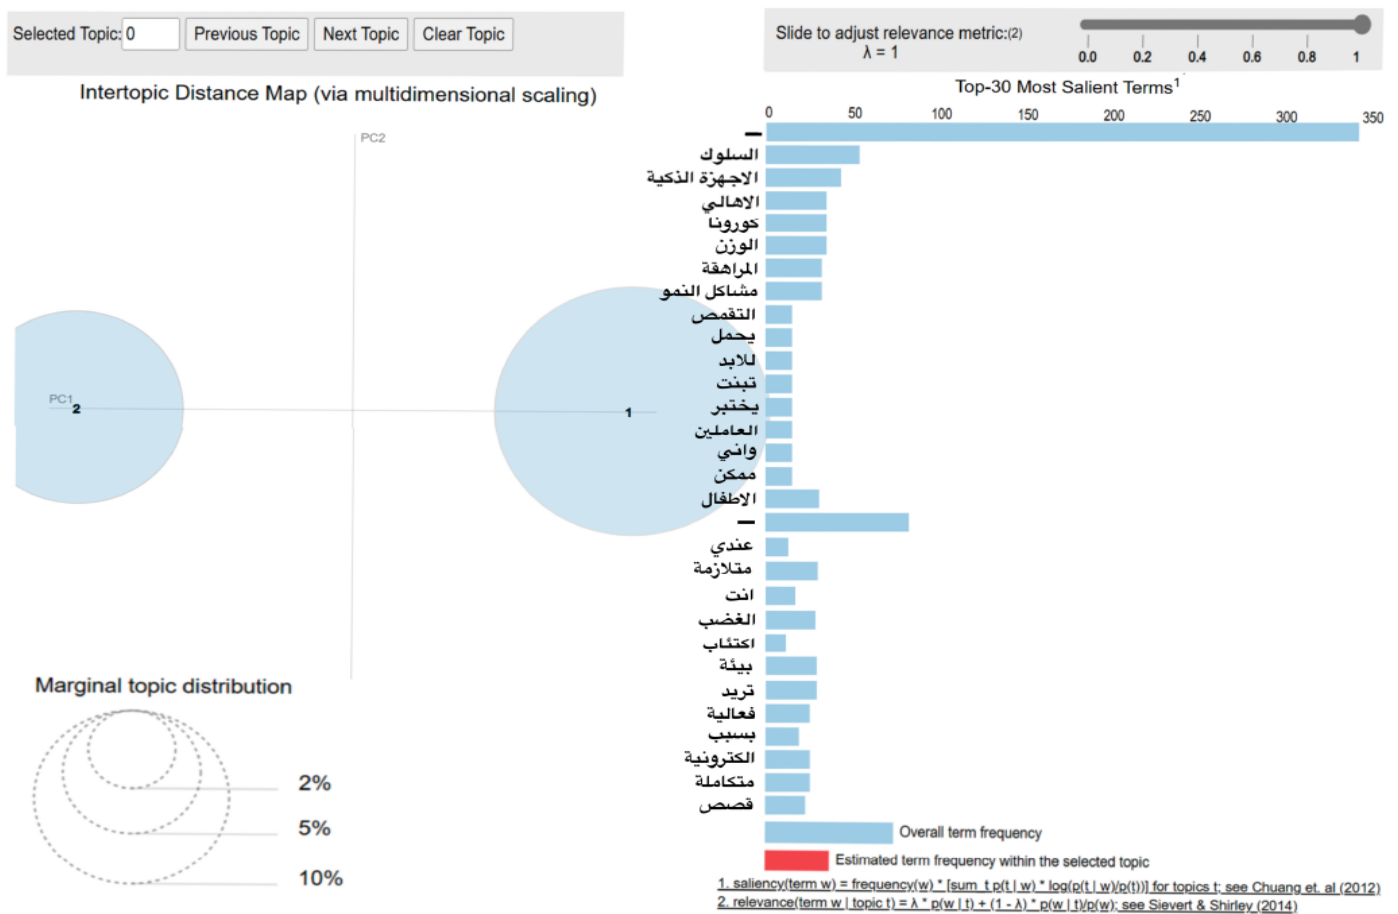 Selected Topic: 0 Previous Topic Next Topic Clear Topic
Slide to adjust relevance metric:(2)
λ = 1
0.0 0.2 0.4 0.6 0.8 1
Intertopic Distance Map (via multidimensional scaling)
PC2
PC1
2
1
Marginal topic distribution
2%
5%
10%
Top-30 Most Salient Terms1
0 50 100 150 200 250 300 350
—
السلوك
الاجهزة الذكية
الاهالي
كورونا
الوزن
المراهقة
مشاكل النمو
التقمص
يحمل
للابد
تبنت
يختبر
العاملين
واني
ممكن
الاطفال
—
عندي
متلازمة
انت
الغضب
اكتئاب
بيئة
تريد
فعالية
بسبب
الكترونية
متكاملة
قصص
Overall term frequency
Estimated term frequency within the selected topic
1. saliency(term w) = frequency(w) * [sum_t p(t | w) * log(p(t | w)/p(t))] for topics t; see Chuang et. al (2012)
2. relevance(term w | topic t) = λ * p(w | t) + (1 - λ) * p(w | t)/p(w); see Sievert & Shirley (2014)